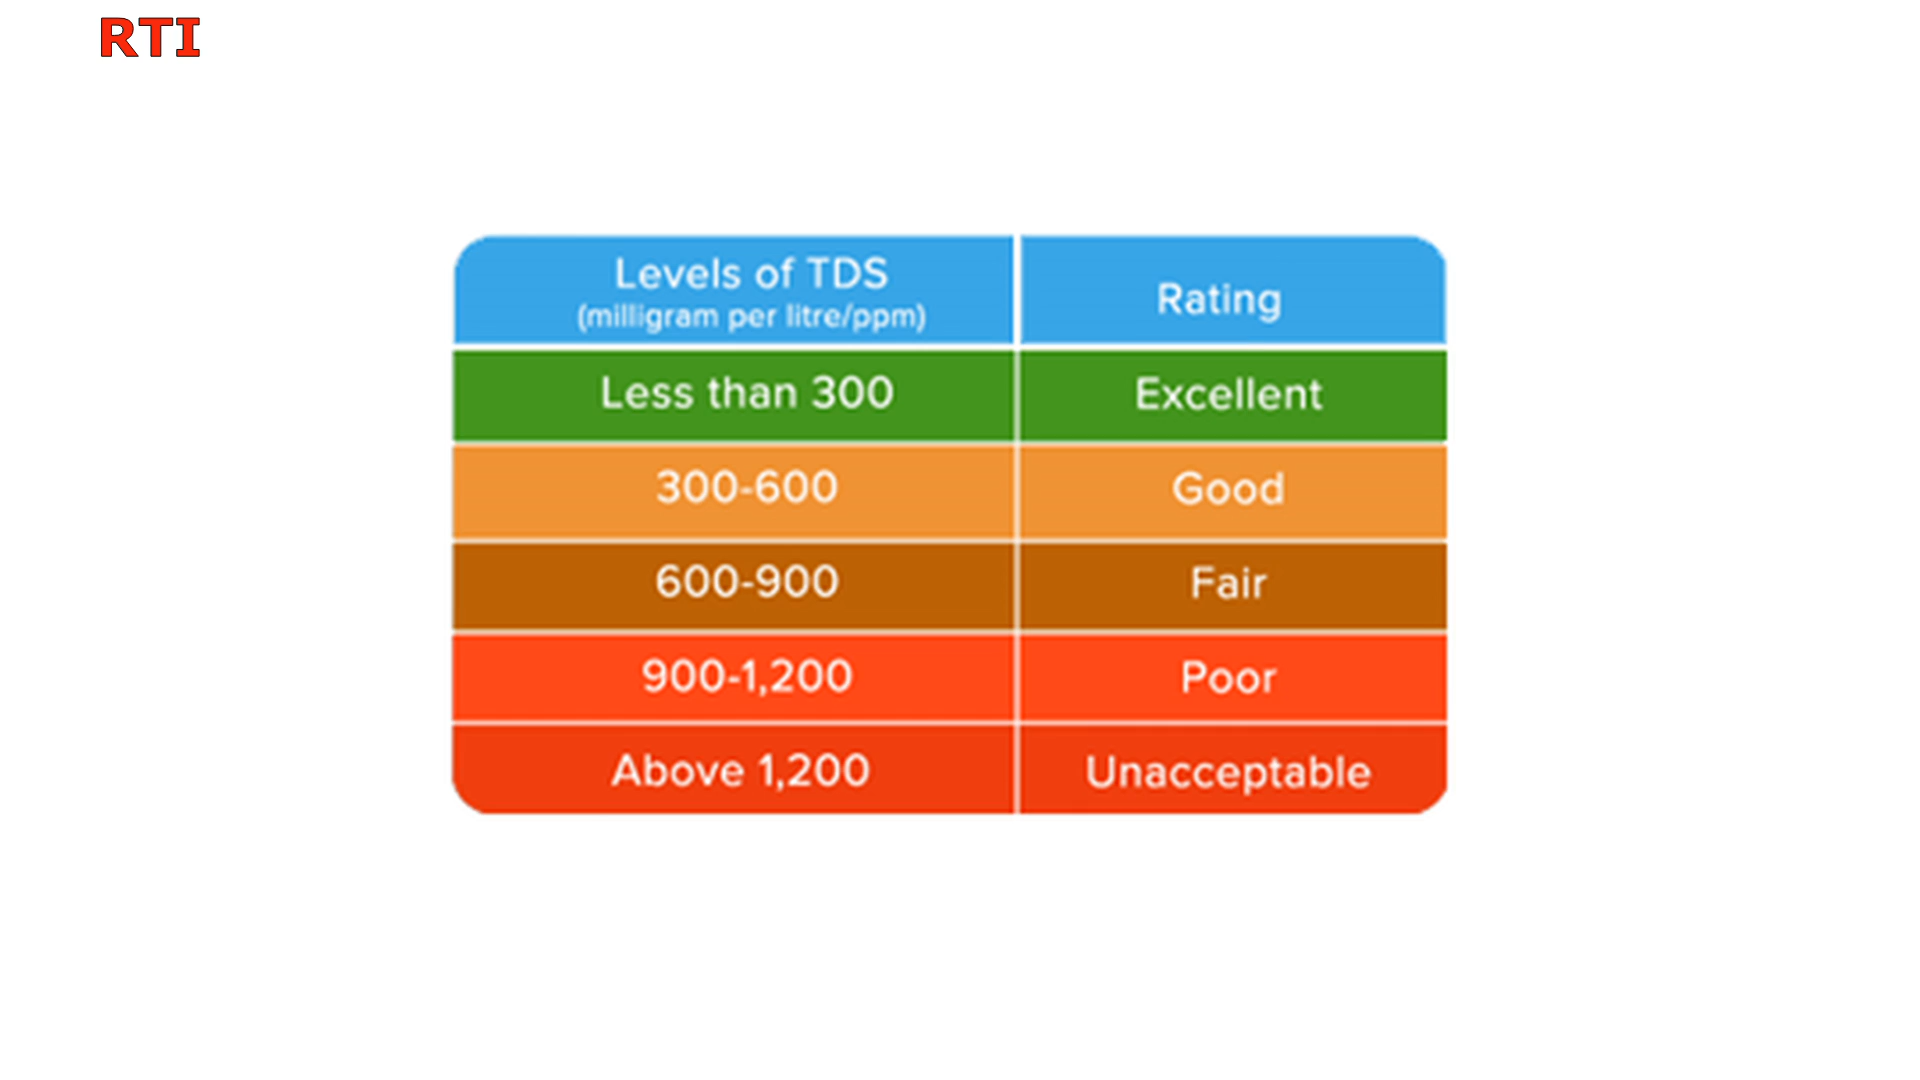 RTI
Levels of TDS
(milligram per litre/ppm)
Rating
Less than 300
Excellent
300-600
Good
600-900
Fair
900-1,200
Poor
Above 1,200
Unacceptable